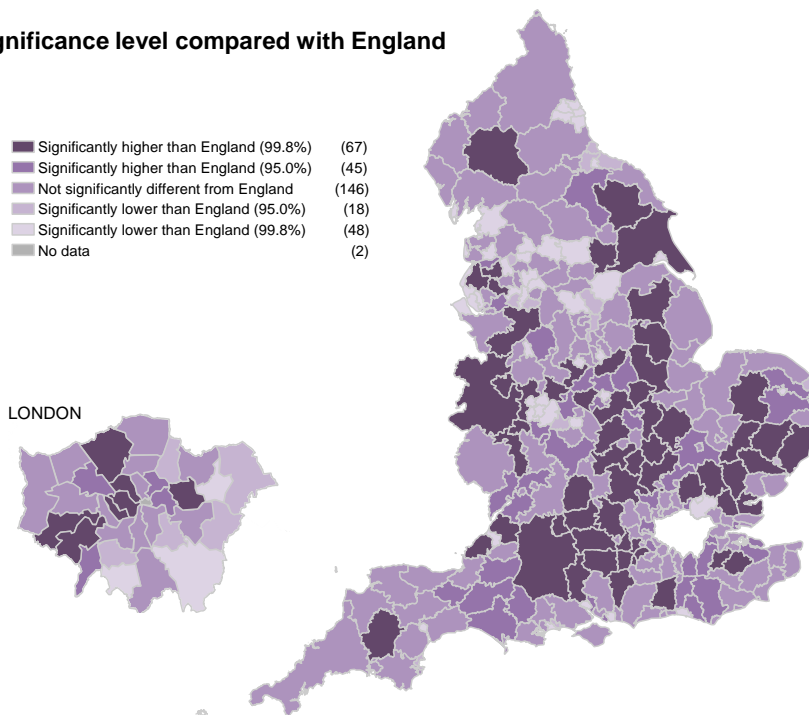 gnificance level compared with England
Significantly higher than England (99.8%) (67)
Significantly higher than England (95.0%) (45)
Not significantly different from England (146)
Significantly lower than England (95.0%) (18)
Significantly lower than England (99.8%) (48)
No data (2)
LONDON